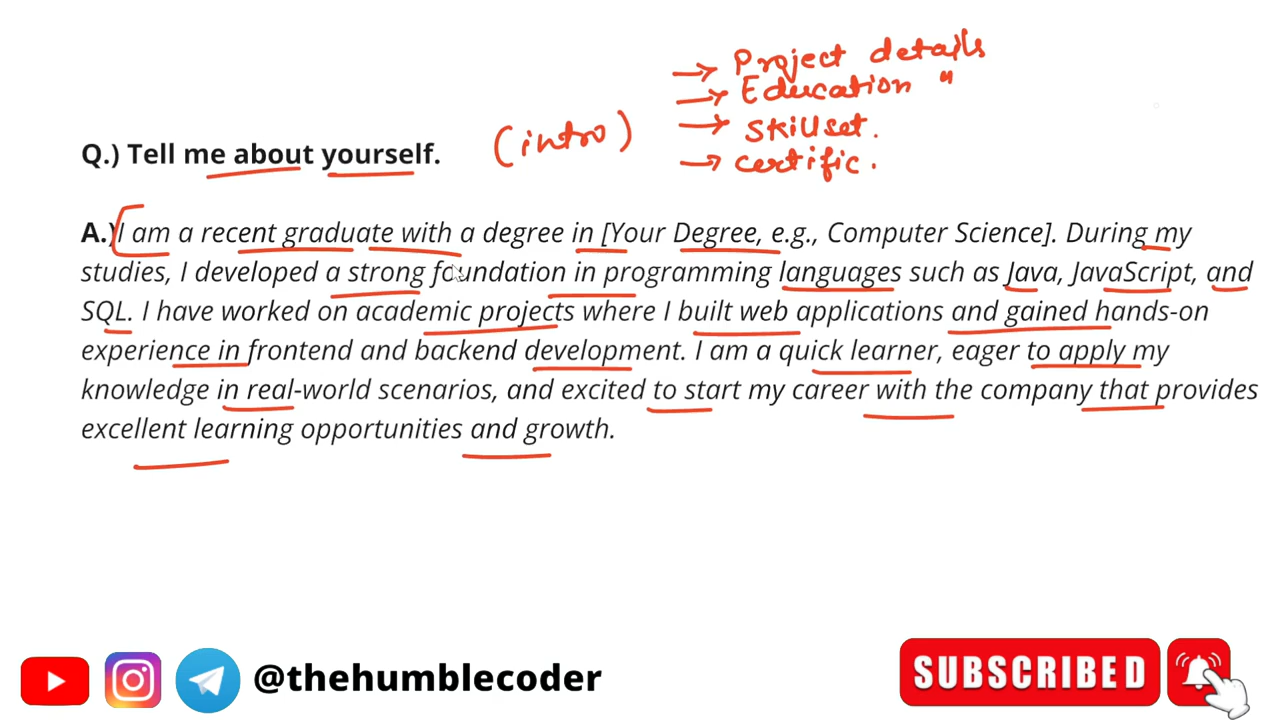 → Project details
→ Education "
(intro) → skillset.
→ certific.
Q.) Tell me about yourself.
A.) I am a recent graduate with a degree in [Your Degree, e.g., Computer Science]. During my
studies, I developed a strong foundation in programming languages such as Java, JavaScript, and
SQL. I have worked on academic projects where I built web applications and gained hands-on
experience in frontend and backend development. I am a quick learner, eager to apply my
knowledge in real-world scenarios, and excited to start my career with the company that provides
excellent learning opportunities and growth.
@thehumblecoder
SUBSCRIBED